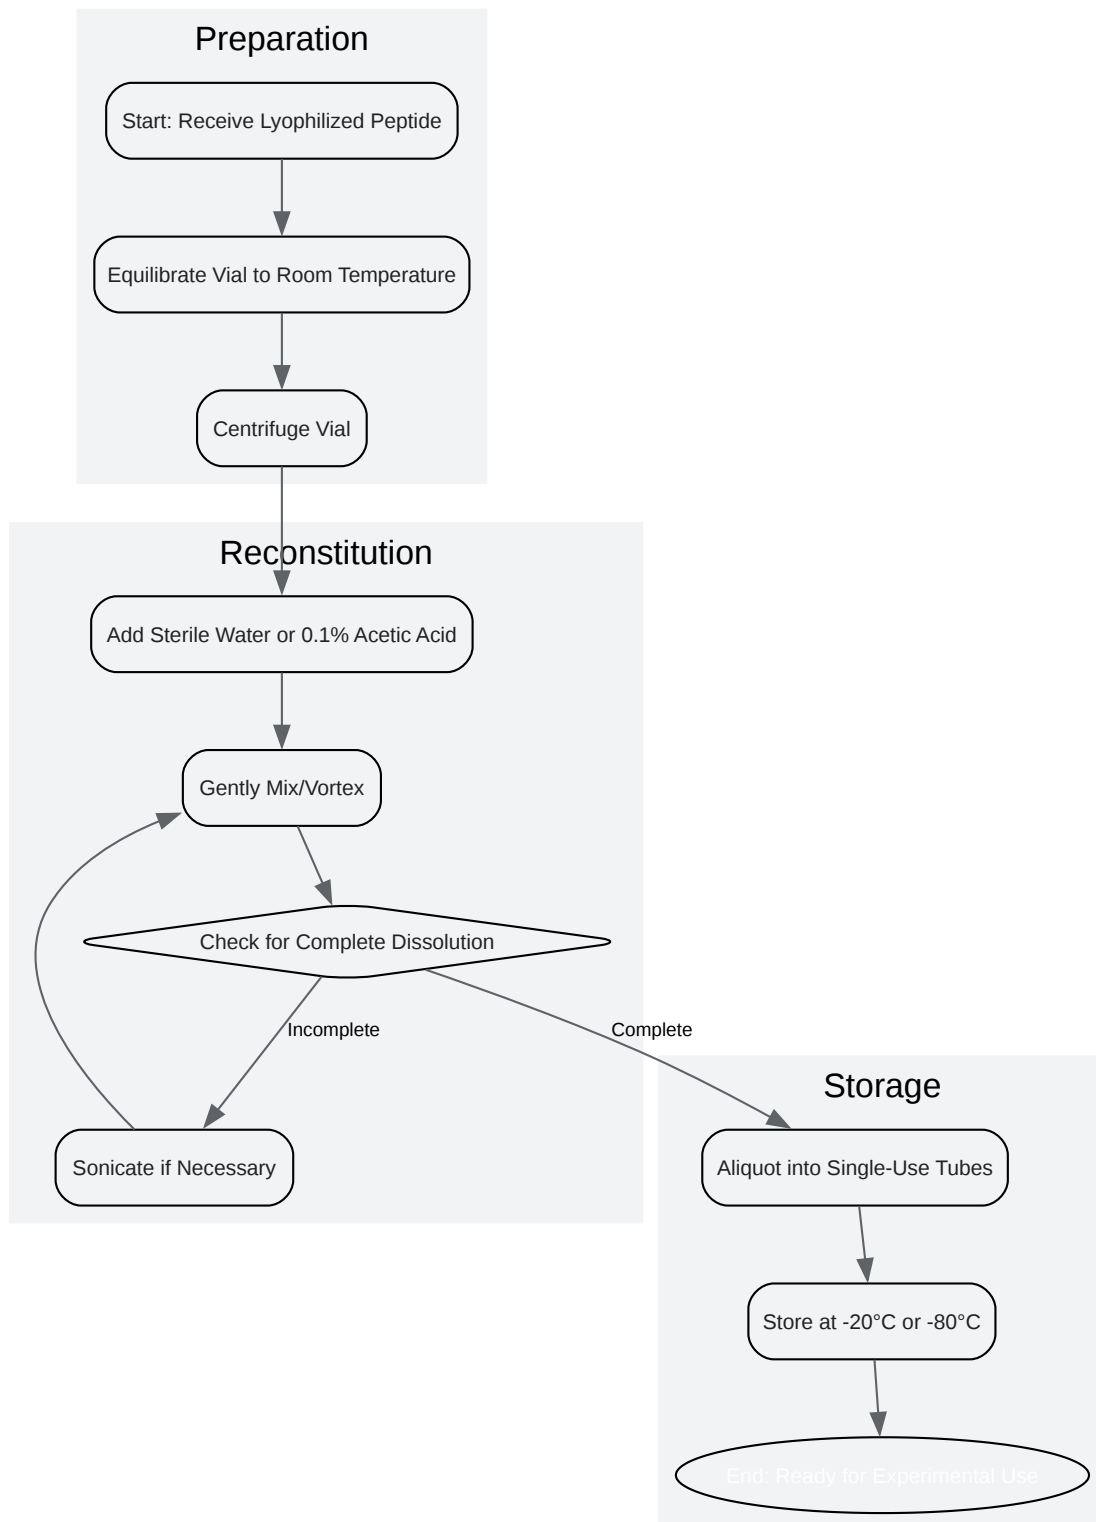 Preparation
Start: Receive Lyophilized Peptide
Equilibrate Vial to Room Temperature
Centrifuge Vial
Reconstitution
Add Sterile Water or 0.1% Acetic Acid
Gently Mix/Vortex
Check for Complete Dissolution
Incomplete
Complete
Sonicate if Necessary
Storage
Aliquot into Single-Use Tubes
Store at -20°C or -80°C
End: Ready for Experimental Use